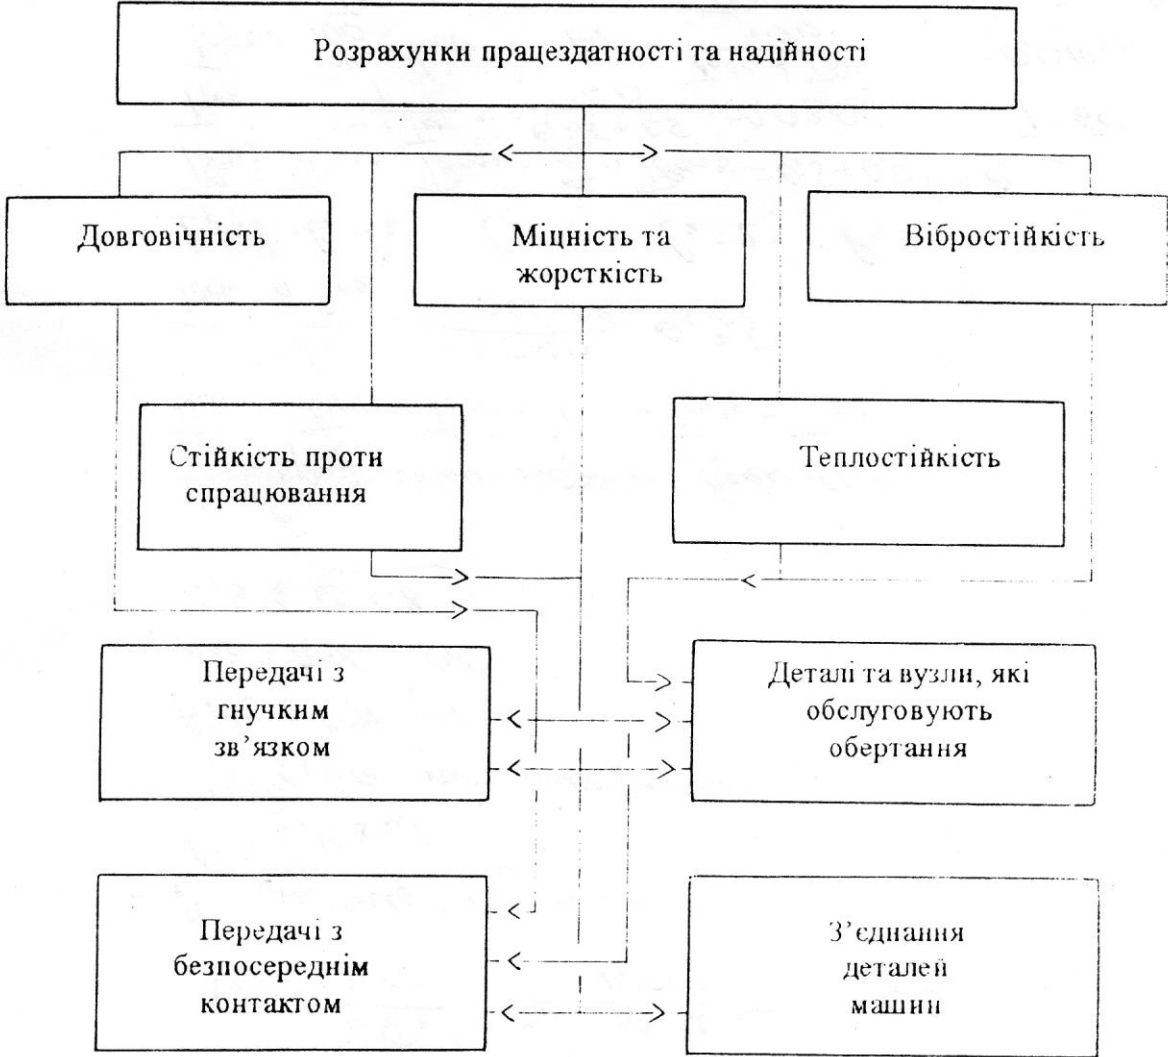 Розрахунки працездатності та надійності
Довговічність
Міцність та
жорсткість
Вібростійкість
Стійкість проти
спрацювання
Теплостійкість
Передачі з
гнучким
зв’язком
Деталі та вузли, які
обслуговують
обертання
Передачі з
безпосереднім
контактом
З’єднання
деталей
машин